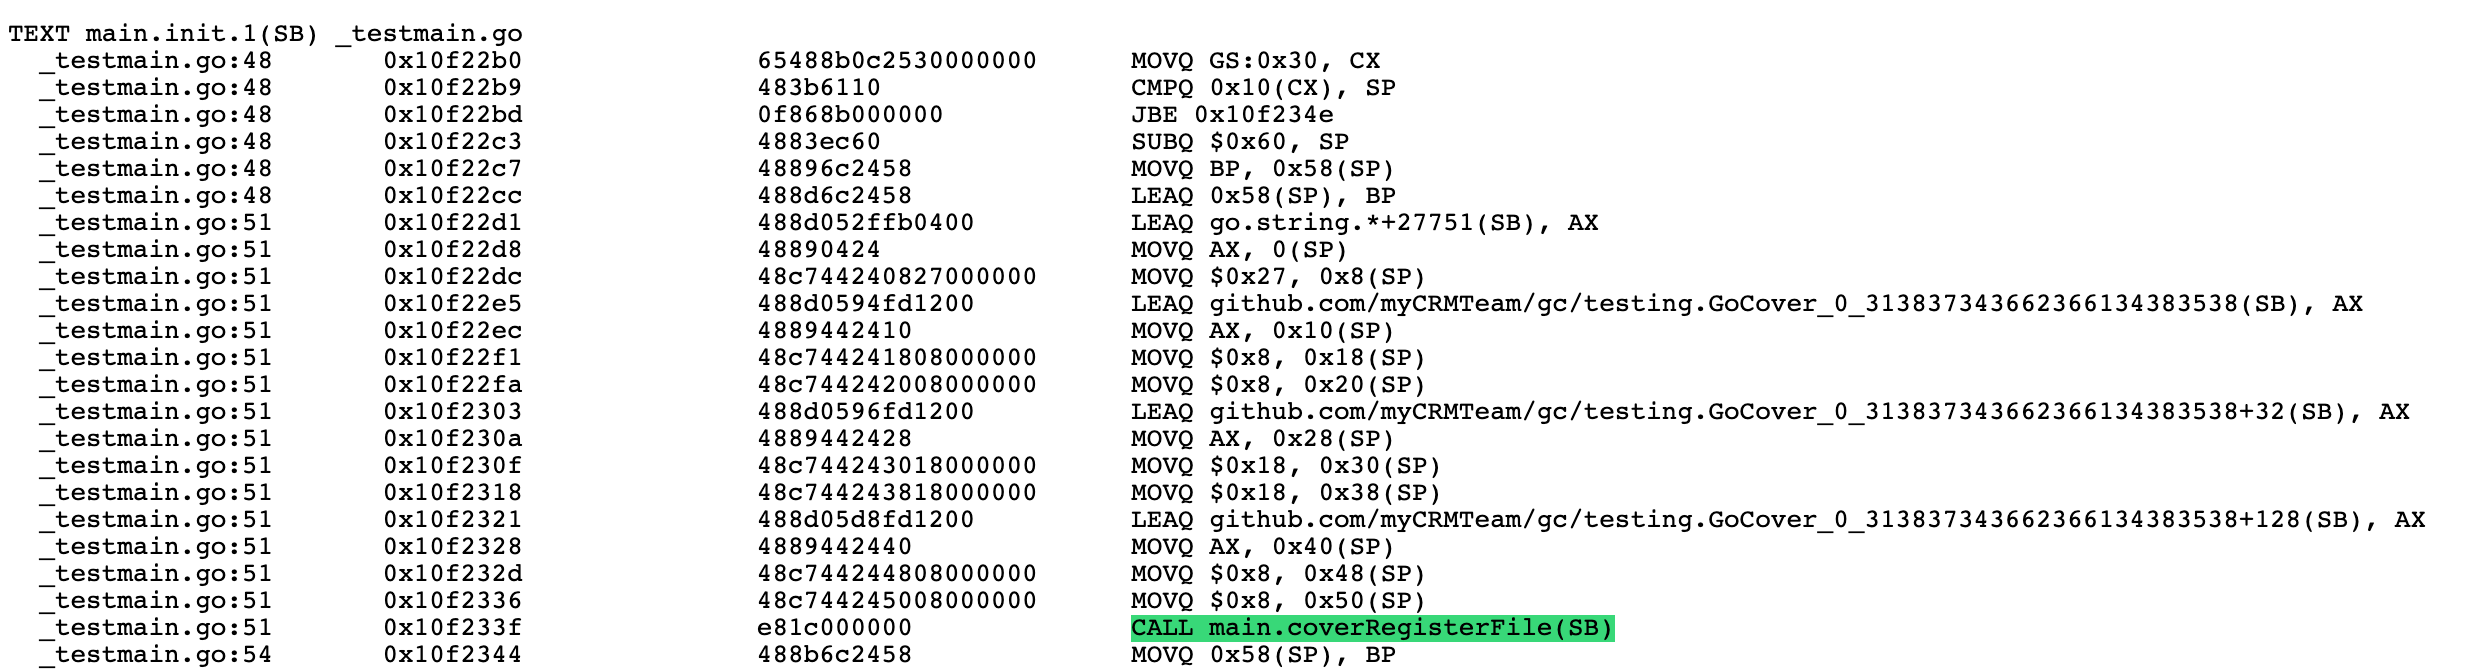 TEXT main.init.1(SB) _testmain.go
_testmain.go:48 0x10f22b0 65488b0c2530000000 MOVQ GS:0x30, CX
_testmain.go:48 0x10f22b9 483b6110 CMPQ 0x10(CX), SP
_testmain.go:48 0x10f22bd 0f868b000000 JBE 0x10f234e
_testmain.go:48 0x10f22c3 4883ec60 SUBQ $0x60, SP
_testmain.go:48 0x10f22c7 48896c2458 MOVQ BP, 0x58(SP)
_testmain.go:48 0x10f22cc 488d6c2458 LEAQ 0x58(SP), BP
_testmain.go:51 0x10f22d1 488d052ffb0400 LEAQ go.string.*+27751(SB), AX
_testmain.go:51 0x10f22d8 48890424 MOVQ AX, 0(SP)
_testmain.go:51 0x10f22dc 48c744240827000000 MOVQ $0x27, 0x8(SP)
_testmain.go:51 0x10f22e5 488d0594fd1200 LEAQ github.com/myCRMTeam/gc/testing.GoCover_0_313837343662366134383538(SB), AX
_testmain.go:51 0x10f22ec 4889442410 MOVQ AX, 0x10(SP)
_testmain.go:51 0x10f22f1 48c744241808000000 MOVQ $0x8, 0x18(SP)
_testmain.go:51 0x10f22fa 48c744242008000000 MOVQ $0x8, 0x20(SP)
_testmain.go:51 0x10f2303 488d0596fd1200 LEAQ github.com/myCRMTeam/gc/testing.GoCover_0_313837343662366134383538+32(SB), AX
_testmain.go:51 0x10f230a 4889442428 MOVQ AX, 0x28(SP)
_testmain.go:51 0x10f230f 48c744243018000000 MOVQ $0x18, 0x30(SP)
_testmain.go:51 0x10f2318 48c744243818000000 MOVQ $0x18, 0x38(SP)
_testmain.go:51 0x10f2321 488d05d8fd1200 LEAQ github.com/myCRMTeam/gc/testing.GoCover_0_313837343662366134383538+128(SB), AX
_testmain.go:51 0x10f2328 4889442440 MOVQ AX, 0x40(SP)
_testmain.go:51 0x10f232d 48c744244808000000 MOVQ $0x8, 0x48(SP)
_testmain.go:51 0x10f2336 48c744245008000000 MOVQ $0x8, 0x50(SP)
_testmain.go:51 0x10f233f e81c000000 CALL main.coverRegisterFile(SB)
_testmain.go:54 0x10f2344 488b6c2458 MOVQ 0x58(SP), BP